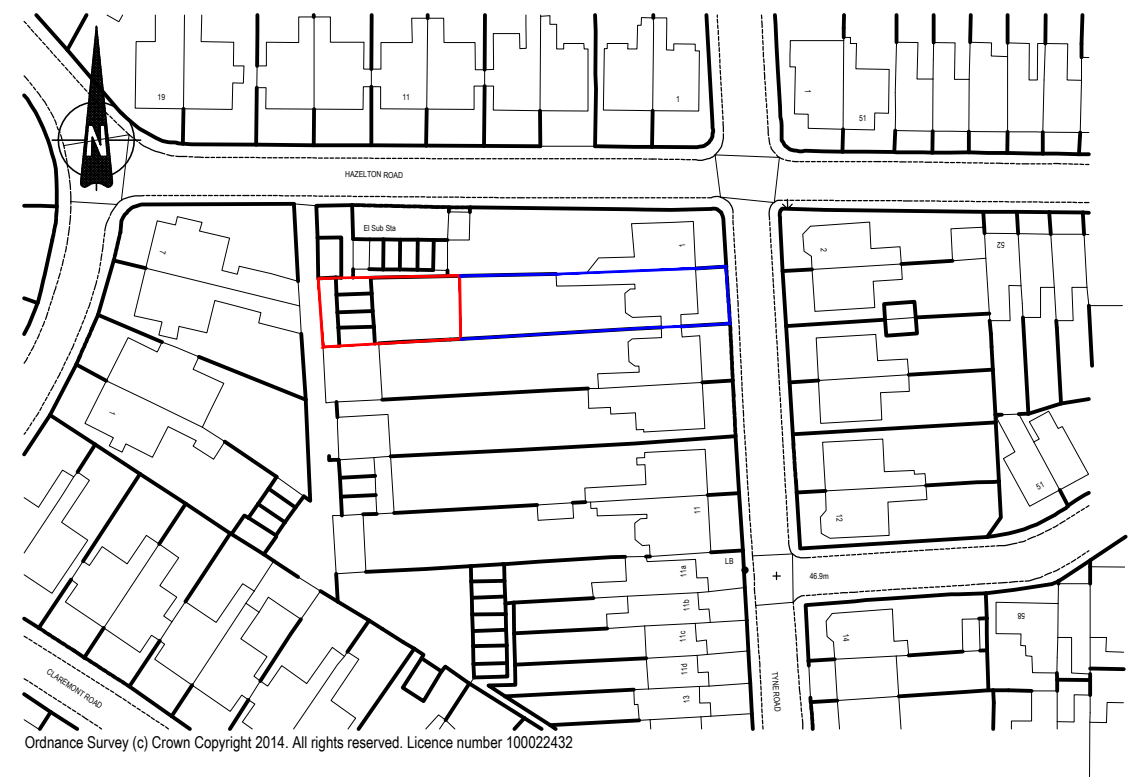 19
11
1
1
51
N
HAZELTON ROAD
El Sub Sta
7
1
2
52
1
11
12
51
LB
46.9m
11a
11b
11c
11d
13
14
58
TYNE ROAD
CLAREMONT ROAD
Ordnance Survey (c) Crown Copyright 2014. All rights reserved. Licence number 100022432